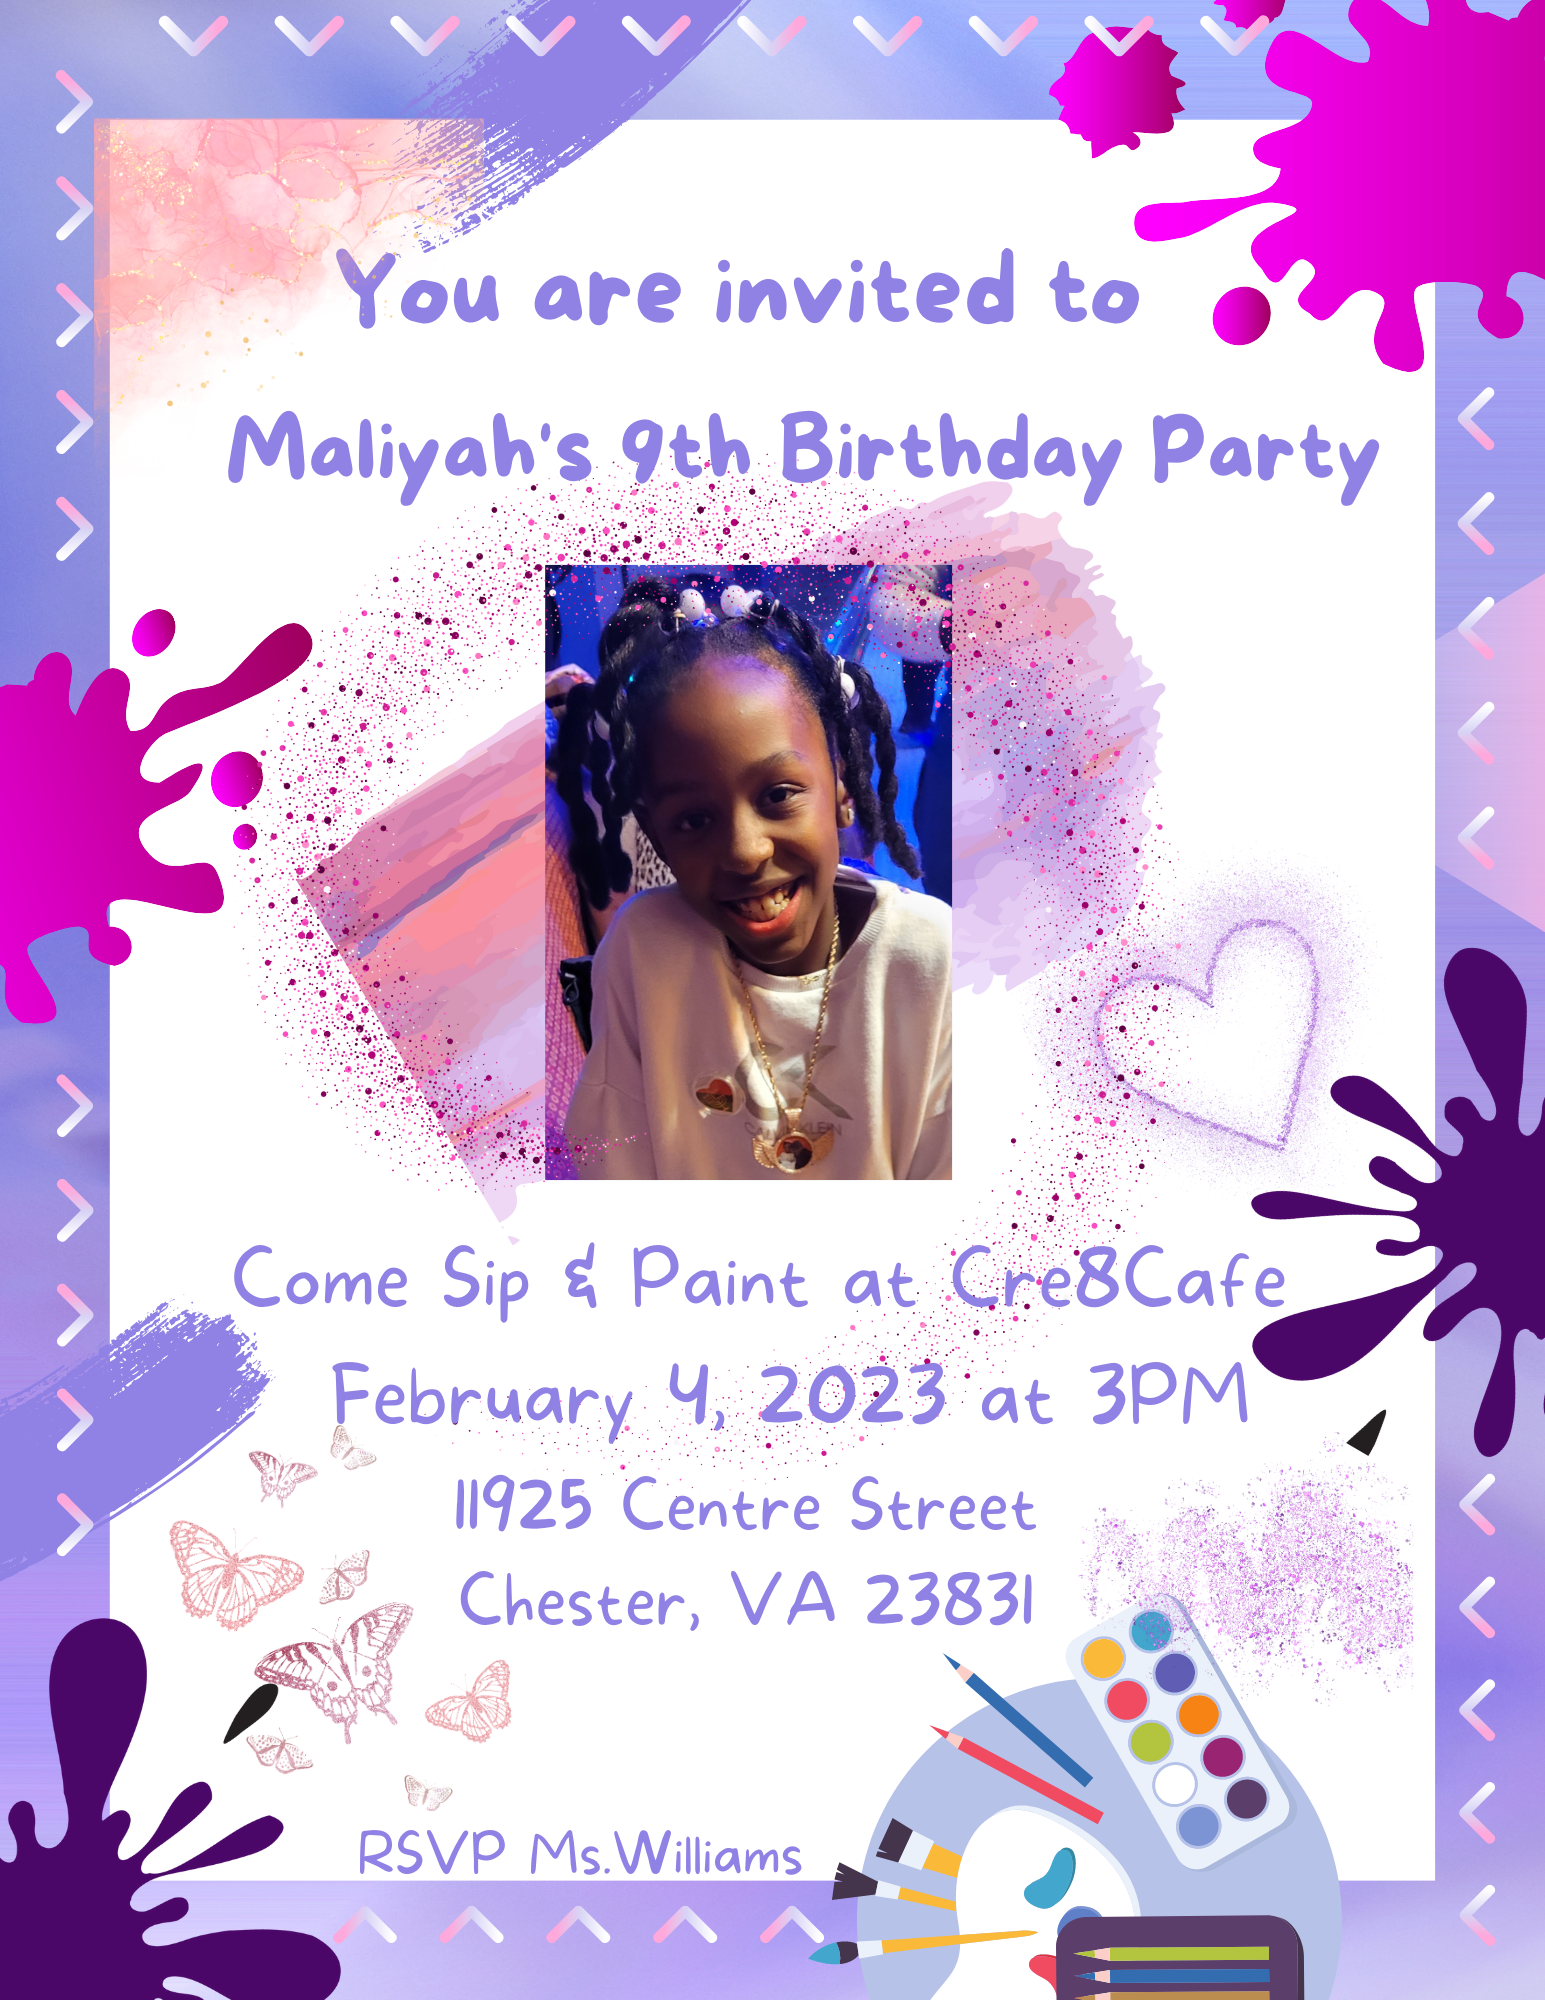 You are invited to
Maliyah's 9th Birthday Party
Come Sip & Paint at Cre8Cafe
February 4, 2023 at 3PM
11925 Centre Street
Chester, VA 23831
RSVP Ms.Williams